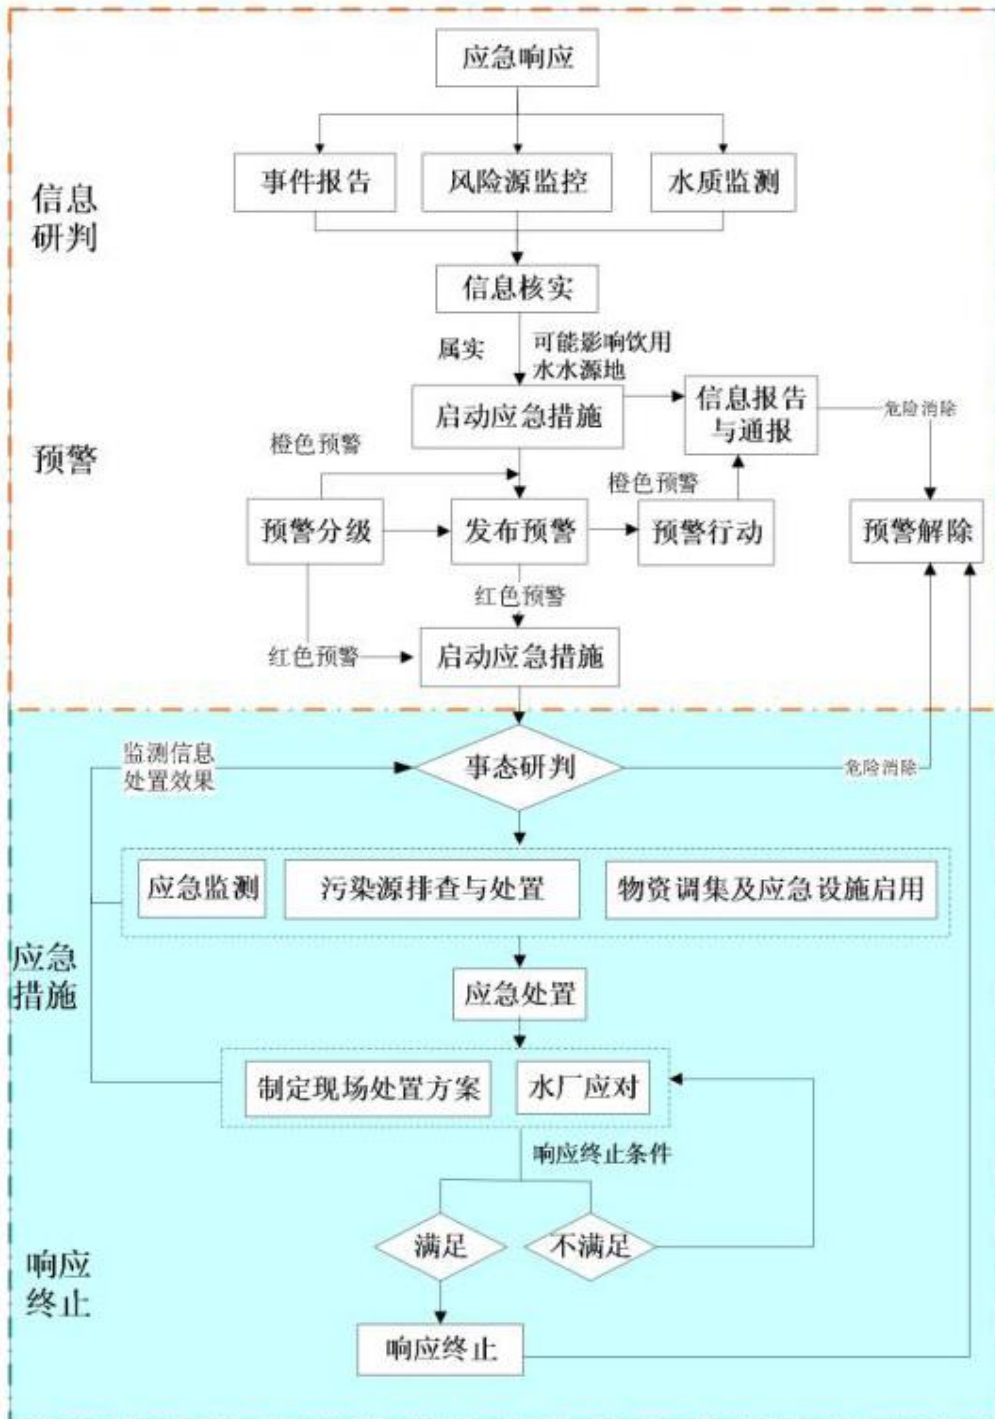 应急响应
事件报告
风险源监控
水质监测
信息
研判
信息核实
属实
可能影响饮用
水水源地
启动应急措施
信息报告
与通报
危险消除
预警
橙色预警
橙色预警
预警分级
发布预警
预警行动
预警解除
红色预警
红色预警
启动应急措施
监测信息
处置效果
事态研判
危险消除
应急监测
污染源排查与处置
物资调集及应急设施启用
应急
措施
应急处置
制定现场处置方案
水厂应对
响应终止条件
满足
不满足
响应
终止
响应终止